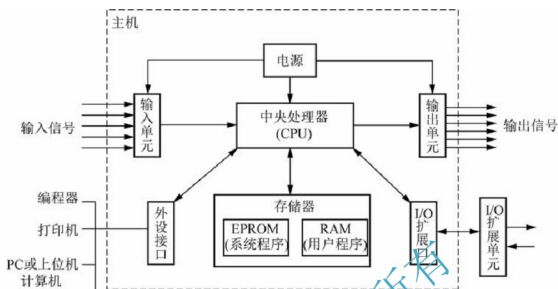 主机
电源
输入信号
输入单元
中央处理器
(CPU)
输出单元
输出信号
编程器
打印机
PC或上位机
计算机
外设接口
存储器
EPROM
(系统程序)
RAM
(用户程序)
I/O扩展口
I/O扩展单元
所有